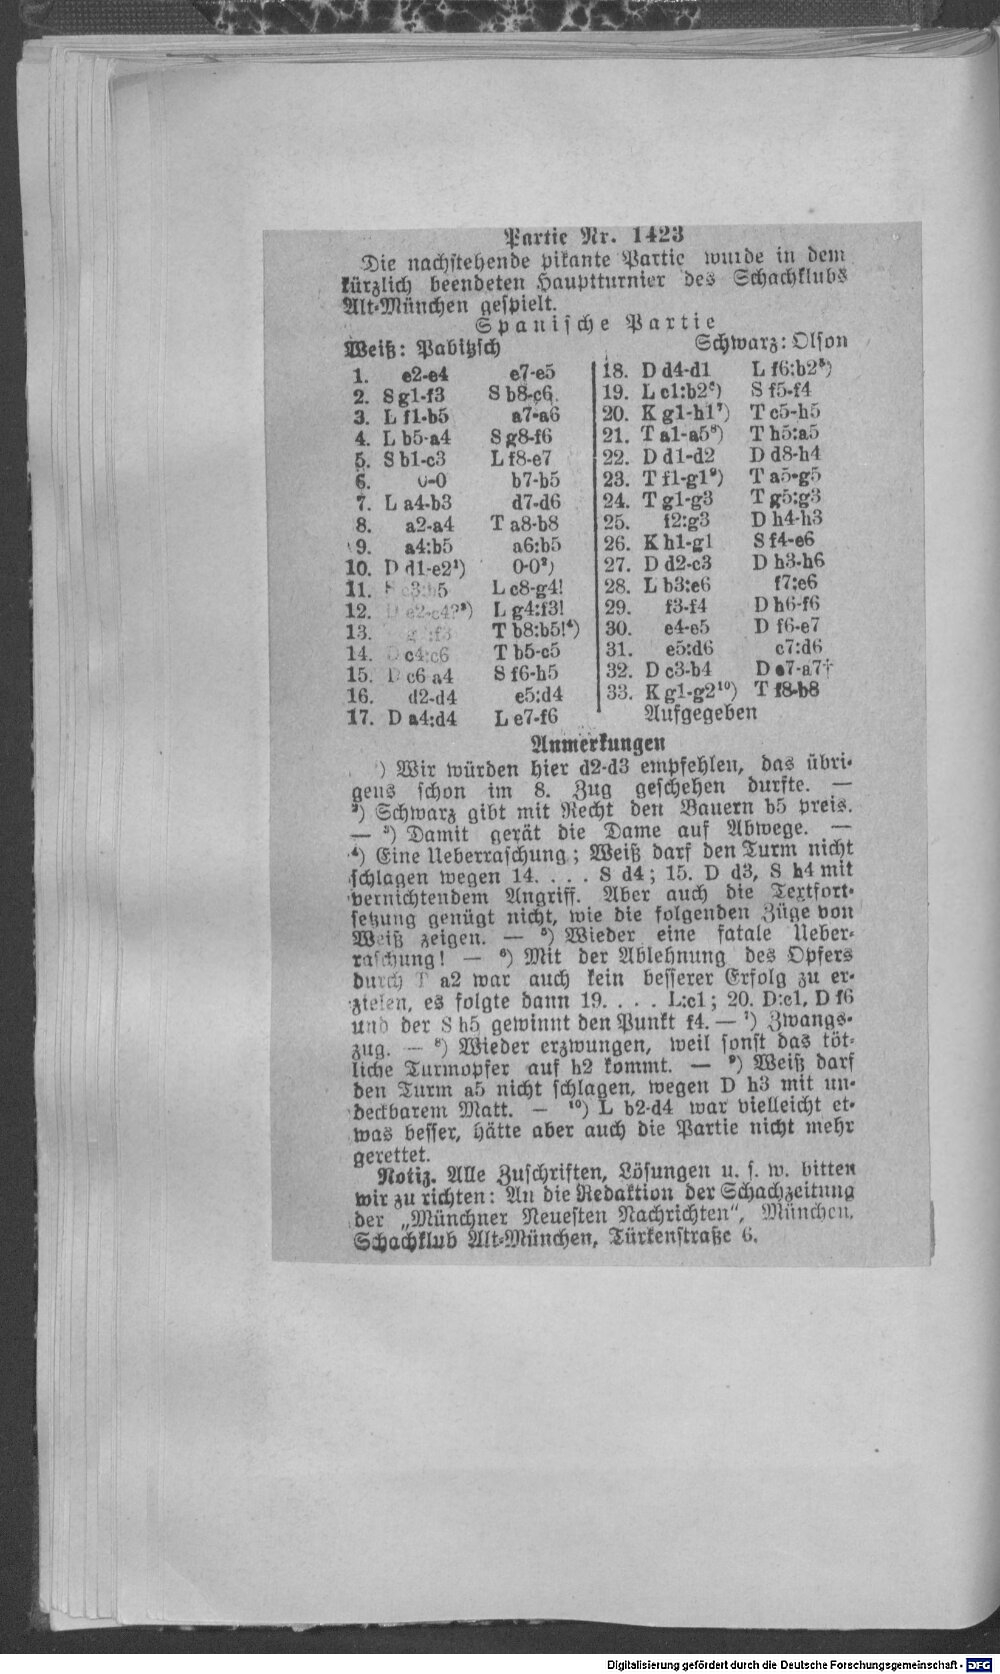 Partie Nr. 1423
Die nachstehende pikante Partie wurde in dem
kürzlich beendeten Hauptturnier des Schachklubs
Alt-München gespielt.
Spanische Partie
Weiß: Pabitzsch Schwarz: Olson
1. e2-e4 e7-e5
2. S g1-f3 S b8-c6
3. L f1-b5 a7-a6
4. L b5-a4 S g8-f6
5. S b1-c3 L f8-e7
6. 0-0 b7-b5
7. L a4-b3 d7-d6
8. a2-a4 T a8-b8
9. a4:b5 a6:b5
10. D d1-e2¹) 0-0²)
11. S c3:b5 L c8-g4!
12. D e2-c4?³) L g4:f3!
13. g :f3 T b8:b5!⁴)
14. D c4:c6 T b5-c5
15. D c6-a4 S f6-h5
16. d2-d4 e5:d4
17. D a4:d4 L e7-f6
18. D d4-d1 L f6:b2⁵)
19. L c1:b2⁶) S f5-f4
20. K g1-h1⁷) T c5-h5
21. T a1-a5⁸) T h5:a5
22. D d1-d2 D d8-h4
23. T f1-g1⁹) T a5-g5
24. T g1-g3 T g5:g3
25. f2:g3 D h4-h3
26. K h1-g1 S f4-e6
27. D d2-c3 D h3-h6
28. L b3:e6 f7:e6
29. f3-f4 D h6-f6
30. e4-e5 D f6-e7
31. e5:d6 c7:d6
32. D c3-b4 D e7-a7†
33. K g1-g2¹⁰) T f8-b8
Aufgegeben
Anmerkungen
) Wir würden hier d2-d3 empfehlen, das übri-
gens schon im 8. Zug geschehen durfte. —
²) Schwarz gibt mit Recht den Bauern b5 preis.
— ³) Damit gerät die Dame auf Abwege. —
⁴) Eine Ueberraschung; Weiß darf den Turm nicht
schlagen wegen 14. . . . S d4; 15. D d3, S h4 mit
vernichtendem Angriff. Aber auch die Textfort-
setzung genügt nicht, wie die folgenden Züge von
Weiß zeigen. — ⁵) Wieder eine fatale Ueber-
raschung! — ⁶) Mit der Ablehnung des Opfers
durch T a2 war auch kein besserer Erfolg zu er-
zielen, es folgte dann 19. . . . L:c1; 20. D:c1, D f6
und der S h5 gewinnt den Punkt f4. — ⁷) Zwangs-
zug. — ⁸) Wieder erzwungen, weil sonst das töt-
liche Turmopfer auf h2 kommt. — ⁹) Weiß darf
den Turm a5 nicht schlagen, wegen D h3 mit un-
deckbarem Matt. — ¹⁰) L b2-d4 war vielleicht et-
was besser, hätte aber auch die Partie nicht mehr
gerettet.
Notiz. Alle Zuschriften, Lösungen u. s. w. bitten
wir zu richten: An die Redaktion der Schachzeitung
der „Münchner Neuesten Nachrichten“, München,
Schachklub Alt-München, Türkenstraße 6.
Digitalisierung gefördert durch die Deutsche Forschungsgemeinschaft - DFG